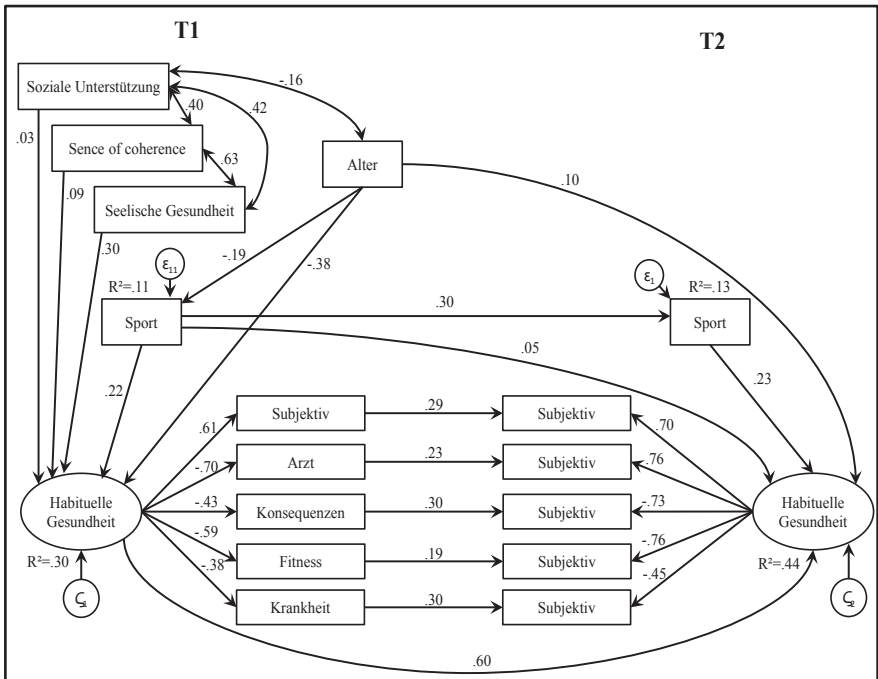 T1
T2
Soziale Unterstützung
-.16
.40
.42
.03
Sence of coherence
.63
Alter
.09
.10
Seelische Gesundheit
.30
-.19
-.38
ε11
ε1
R²=.11
R²=.13
.30
Sport
Sport
.05
.22
.23
Subjektiv
.29
Subjektiv
.61
.70
Arzt
.23
Subjektiv
-.70
.76
Habituelle
Gesundheit
-.43
Konsequenzen
.30
Subjektiv
-.73
Habituelle
Gesundheit
-.59
-.76
R²=.30
Fitness
.19
Subjektiv
R²=.44
-.38
-.45
ζ1
Krankheit
.30
Subjektiv
ζ2
.60